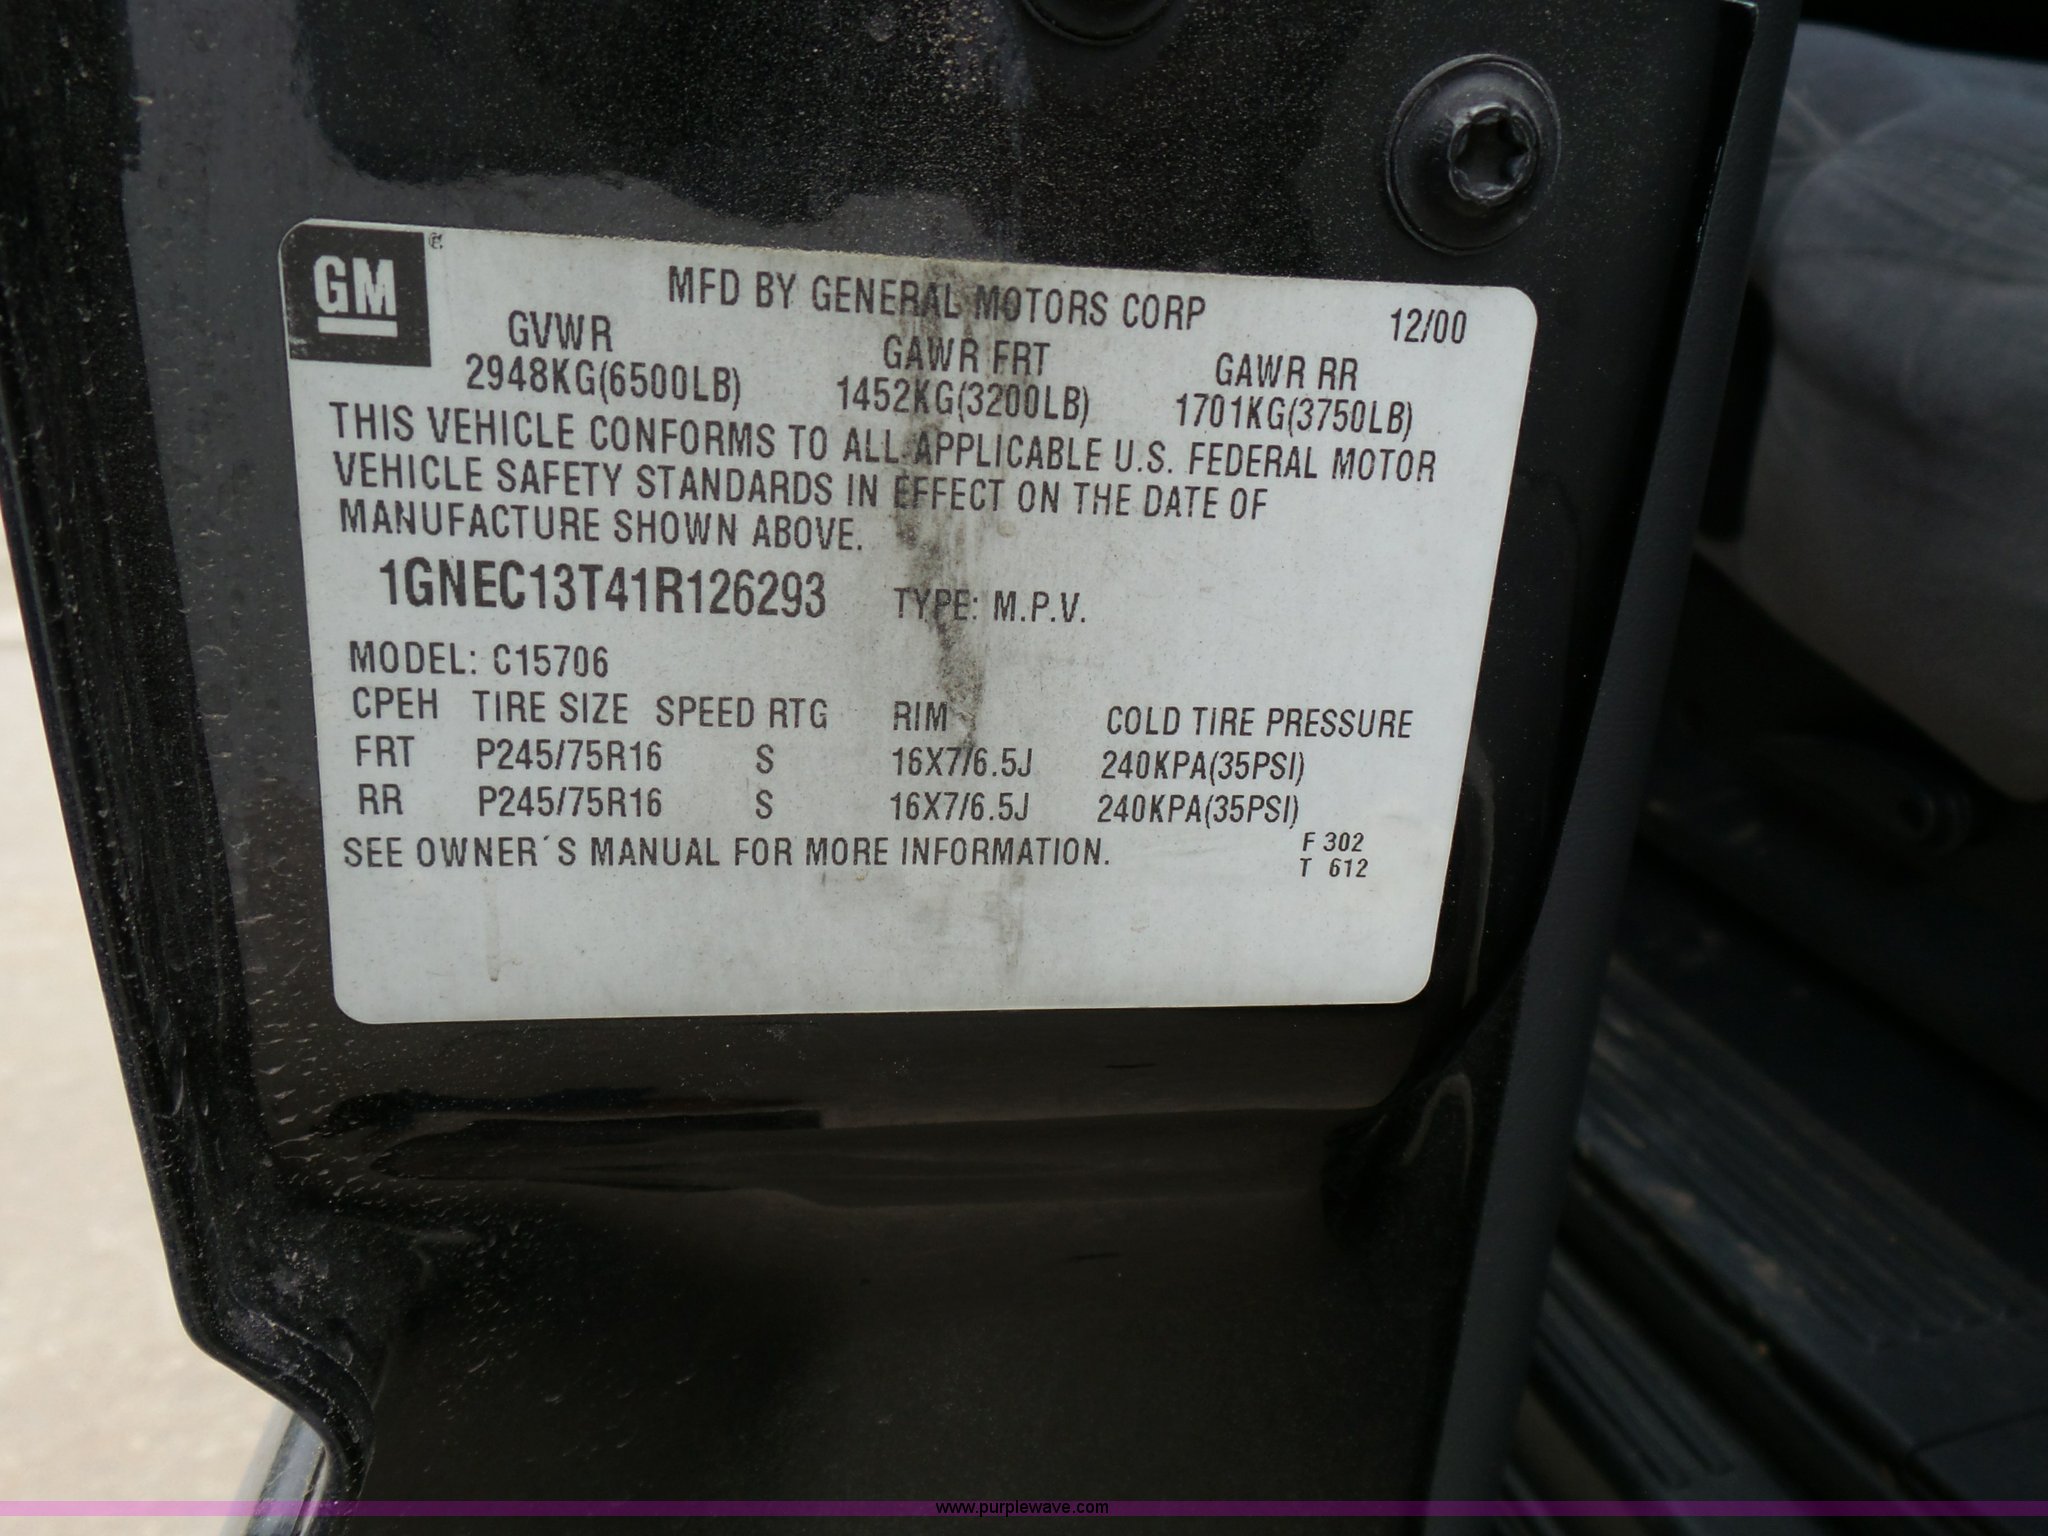 GM
MFD BY GENERAL MOTORS CORP 12/00
GVWR GAWR FRT GAWR RR
2948KG(6500LB) 1452KG(3200LB) 1701KG(3750LB)
THIS VEHICLE CONFORMS TO ALL APPLICABLE U.S. FEDERAL MOTOR
VEHICLE SAFETY STANDARDS IN EFFECT ON THE DATE OF
MANUFACTURE SHOWN ABOVE.
1GNEC13T41R126293 TYPE: M.P.V.
MODEL: C15706
CPEH TIRE SIZE SPEED RTG RIM COLD TIRE PRESSURE
FRT P245/75R16 S 16X7/6.5J 240KPA(35PSI)
RR P245/75R16 S 16X7/6.5J 240KPA(35PSI)
SEE OWNER´S MANUAL FOR MORE INFORMATION.
F 302
T 612
www.purplewave.com